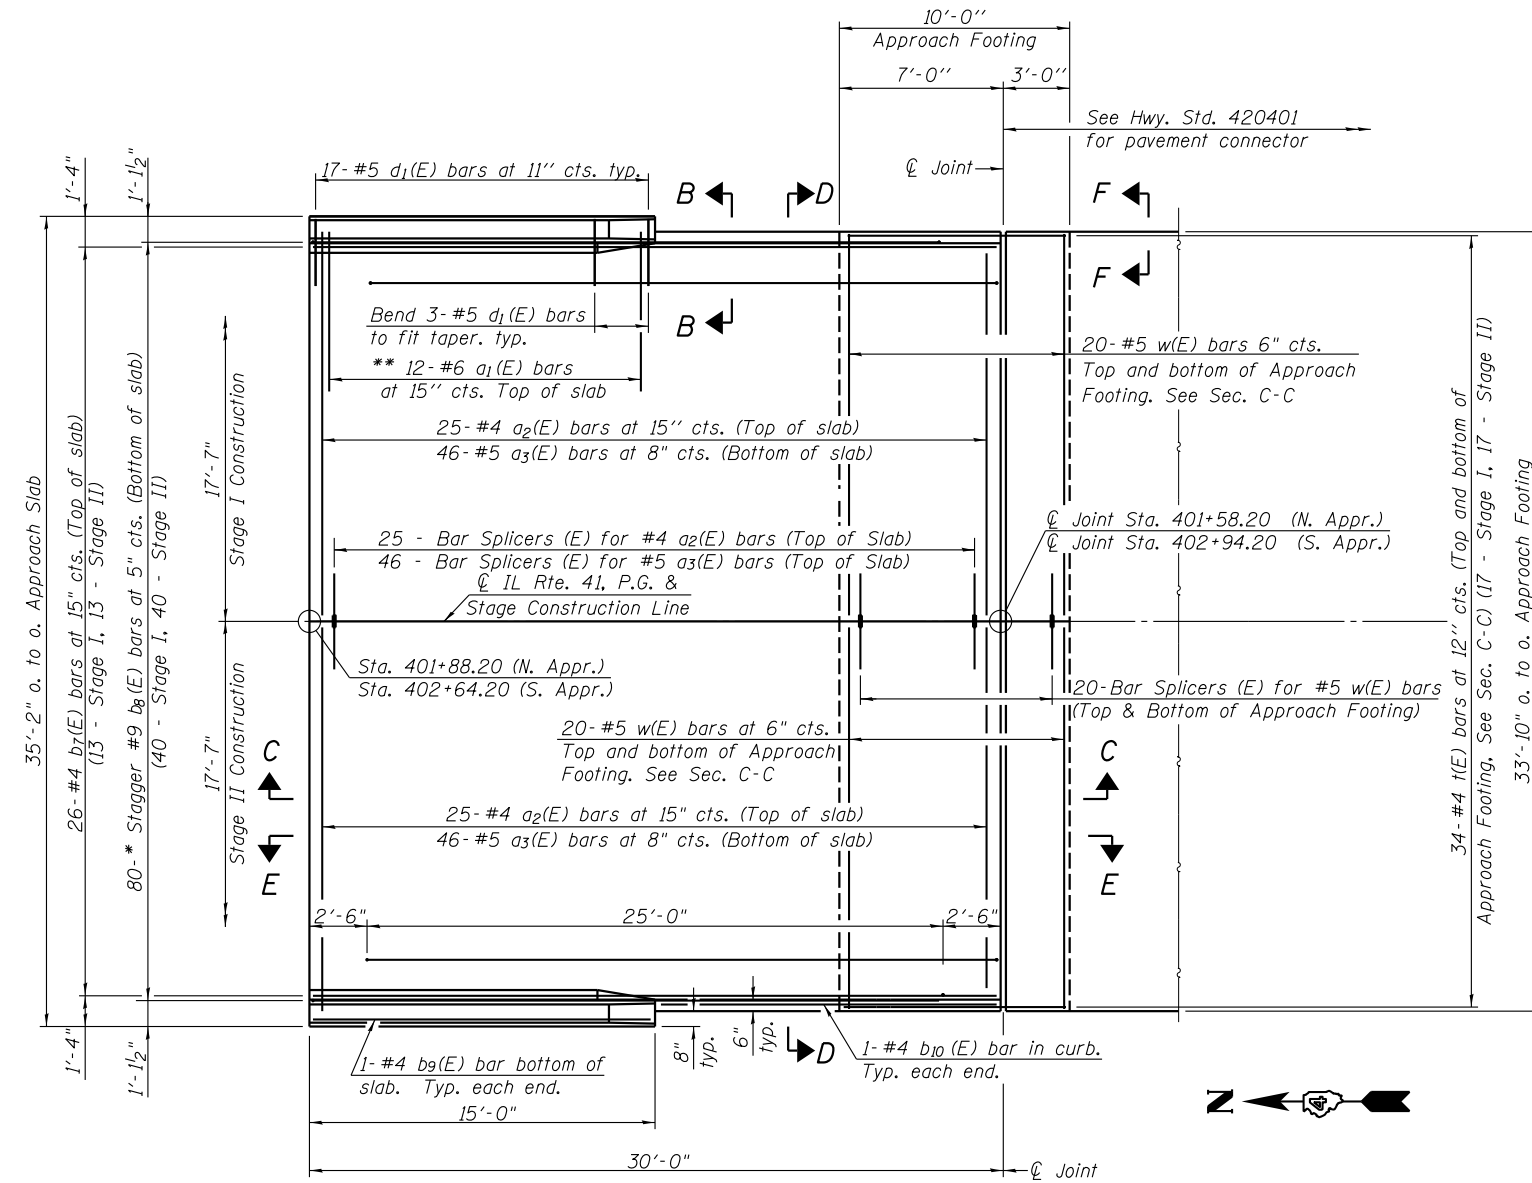 10'-0''
Approach Footing
7'-0''
3'-0''
See Hwy. Std. 420401
for pavement connector
℄ Joint
17- #5 d1(E) bars at 11'' cts. typ.
1'-4"
1'-1½"
B
D
F
F
B
Bend 3- #5 d1(E) bars
to fit taper. typ.
** 12- #6 a1(E) bars
at 15'' cts. Top of slab
20- #5 w(E) bars 6" cts.
Top and bottom of Approach
Footing. See Sec. C-C
25- #4 a2(E) bars at 15'' cts. (Top of slab)
46- #5 a3(E) bars at 8" cts. (Bottom of slab)
25 - Bar Splicers (E) for #4 a2(E) bars (Top of Slab)
46 - Bar Splicers (E) for #5 a3(E) bars (Top of Slab)
℄ IL Rte. 41, P.G. &
Stage Construction Line
℄ Joint Sta. 401+58.20 (N. Appr.)
℄ Joint Sta. 402+94.20 (S. Appr.)
Sta. 401+88.20 (N. Appr.)
Sta. 402+64.20 (S. Appr.)
20-Bar Splicers (E) for #5 w(E) bars
(Top & Bottom of Approach Footing)
20- #5 w(E) bars at 6" cts.
Top and bottom of Approach
Footing. See Sec. C-C
25- #4 a2(E) bars at 15" cts. (Top of slab)
46- #5 a3(E) bars at 8" cts. (Bottom of slab)
35'-2" o. to o. Approach Slab
26- #4 b7(E) bars at 15" cts. (Top of slab)
(13 - Stage I, 13 - Stage II)
80- * Stagger #9 b8(E) bars at 5" cts. (Bottom of slab)
(40 - Stage I, 40 - Stage II)
17'-7"
Stage I Construction
17'-7"
Stage II Construction
34- #4 t(E) bars at 12'' cts. (Top and bottom of
Approach Footing, See Sec. C-C) (17 - Stage I, 17 - Stage II)
33'-10" o. to o. Approach Footing
C
E
C
E
2'-6"
25'-0"
2'-6"
1'-4"
1'-1½"
8"
typ.
6"
typ.
D
1- #4 b9(E) bar bottom of
slab. Typ. each end.
1- #4 b10 (E) bar in curb.
Typ. each end.
15'-0"
30'-0"
℄ Joint
N
4